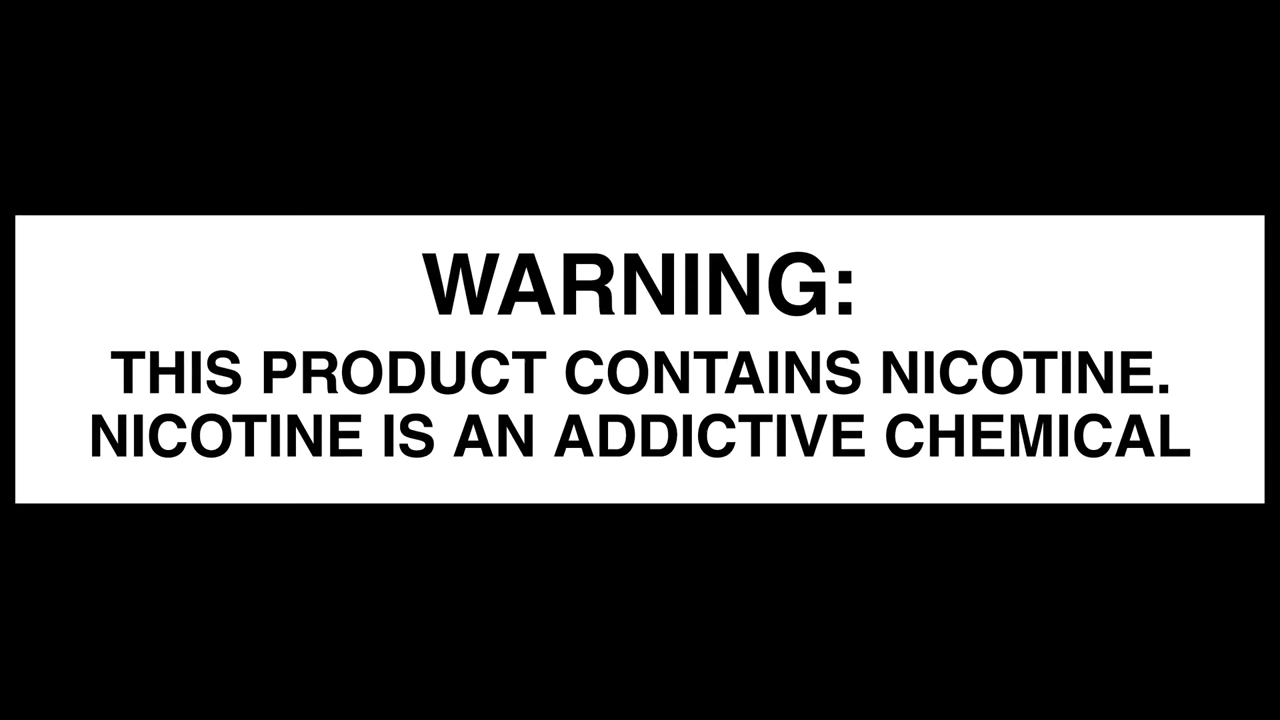 WARNING:
THIS PRODUCT CONTAINS NICOTINE.
NICOTINE IS AN ADDICTIVE CHEMICAL